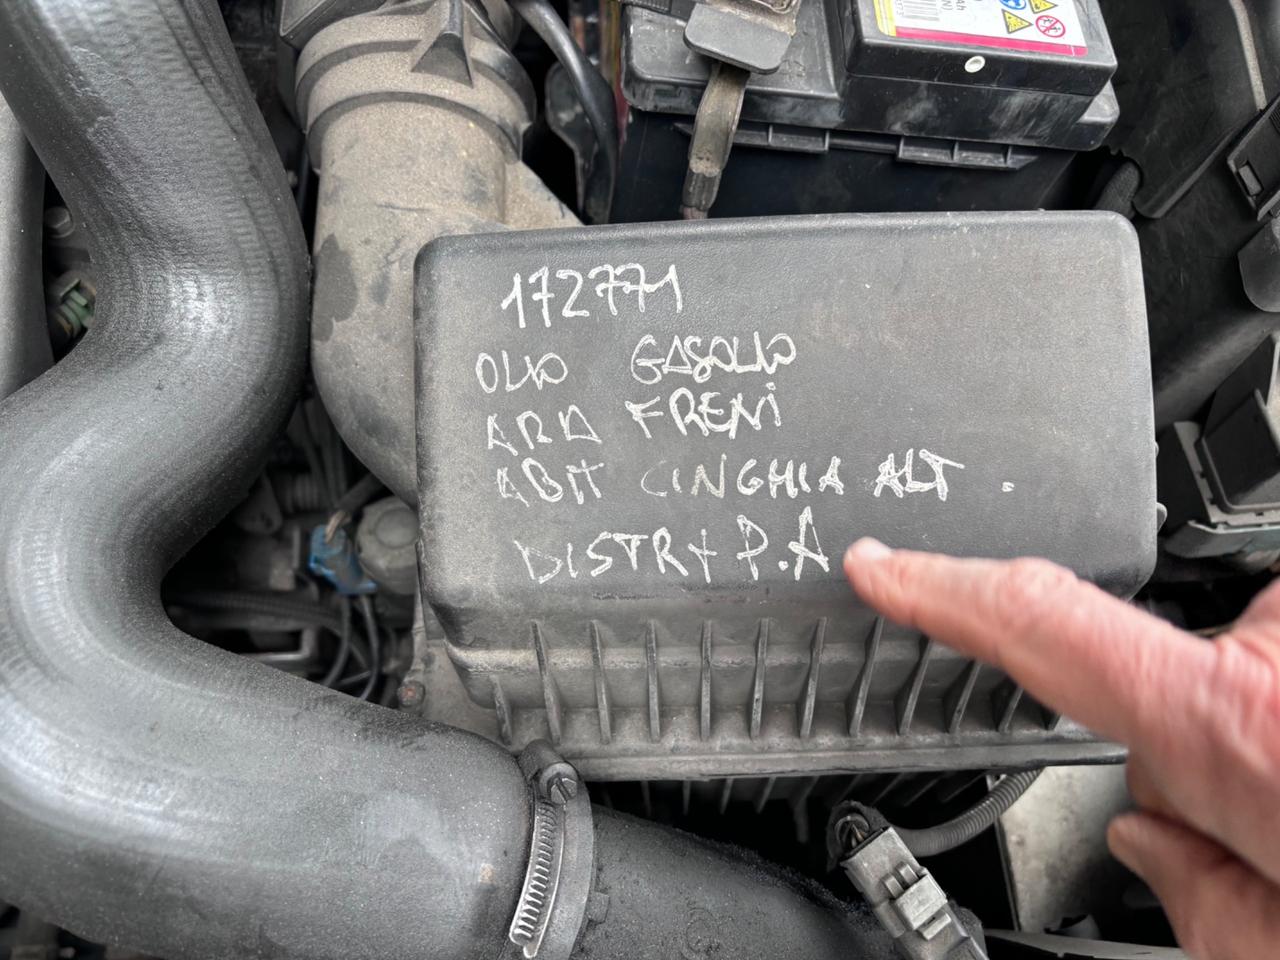 172771
OLIO GASOLIO
ARIA FRENI
ABIT CINGHIA ALT.
DISTR + P.A